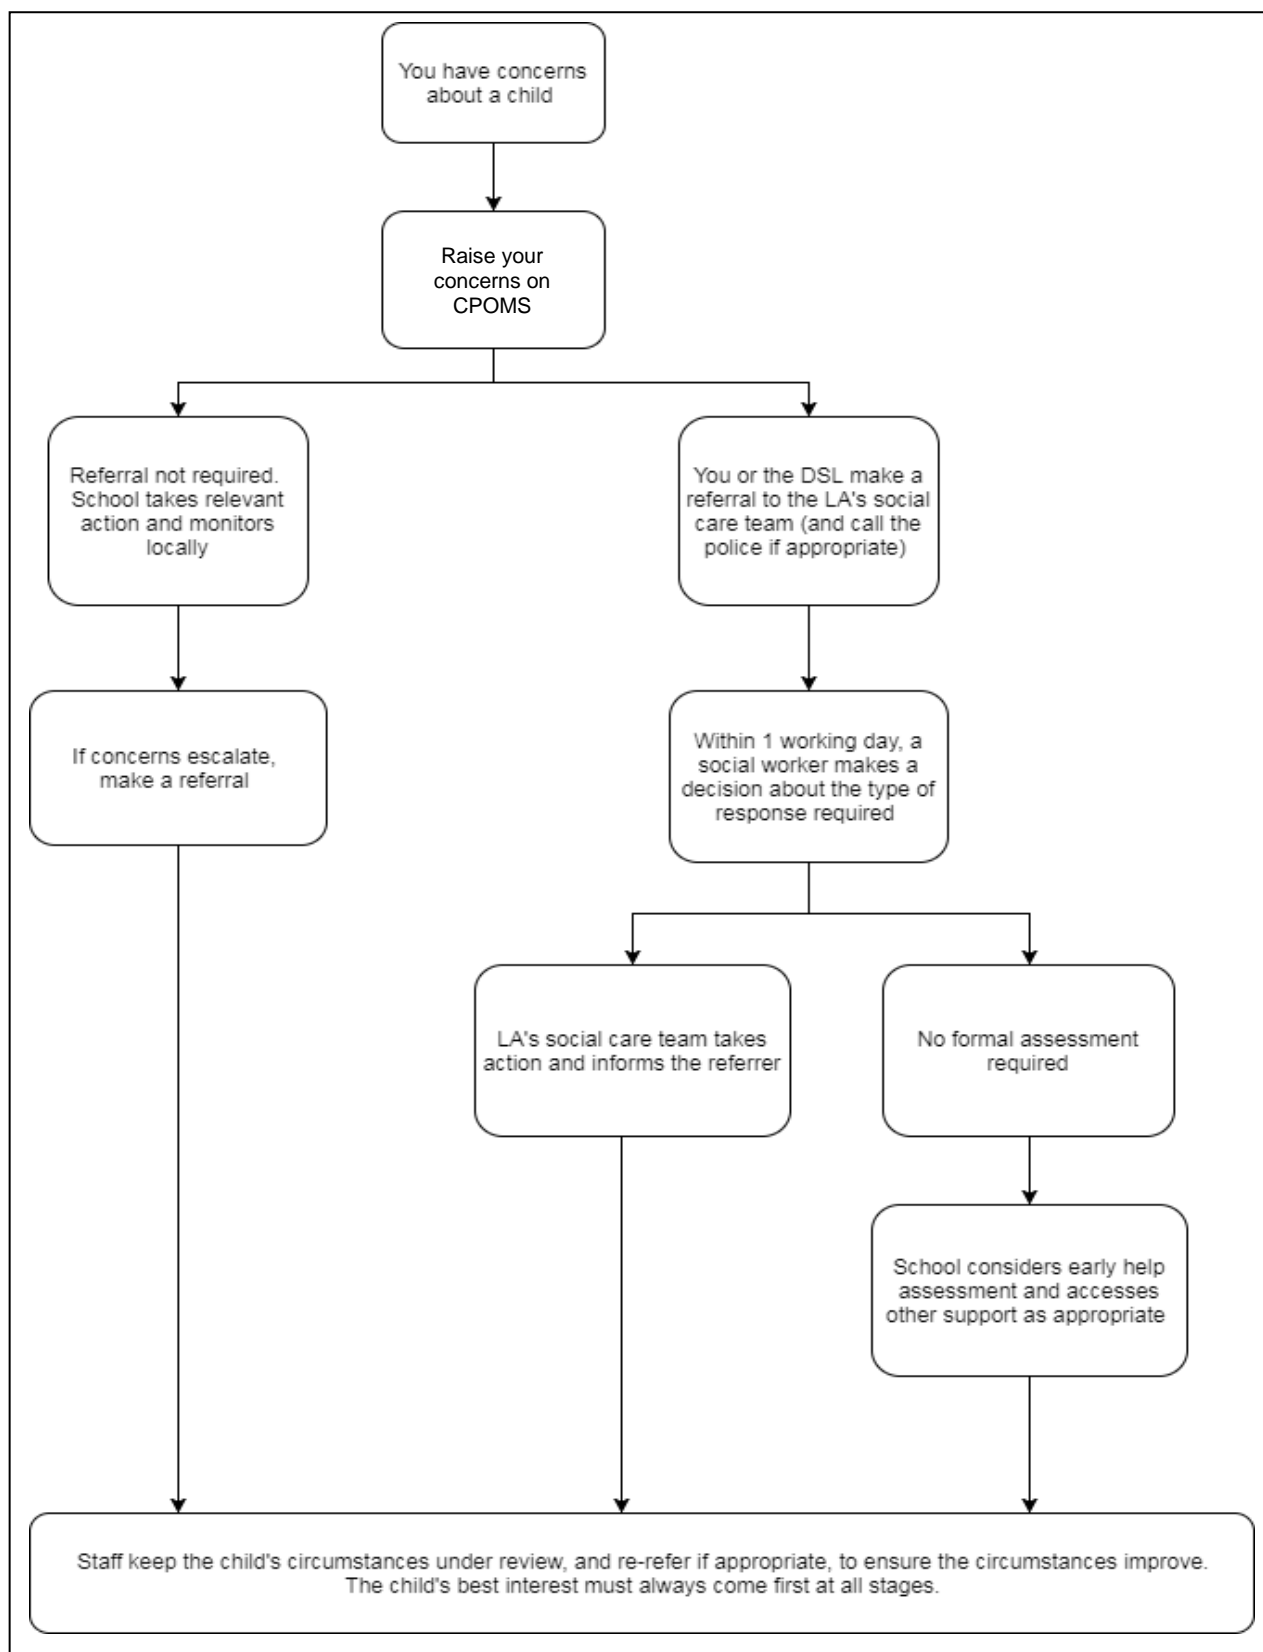 You have concerns
about a child
Raise your
concerns on
CPOMS
Referral not required.
School takes relevant
action and monitors
locally
You or the DSL make a
referral to the LA's social
care team (and call the
police if appropriate)
If concerns escalate,
make a referral
Within 1 working day, a
social worker makes a
decision about the type of
response required
LA's social care team takes
action and informs the referrer
No formal assessment
required
School considers early help
assessment and accesses
other support as appropriate
Staff keep the child's circumstances under review, and re-refer if appropriate, to ensure the circumstances improve.
The child's best interest must always come first at all stages.